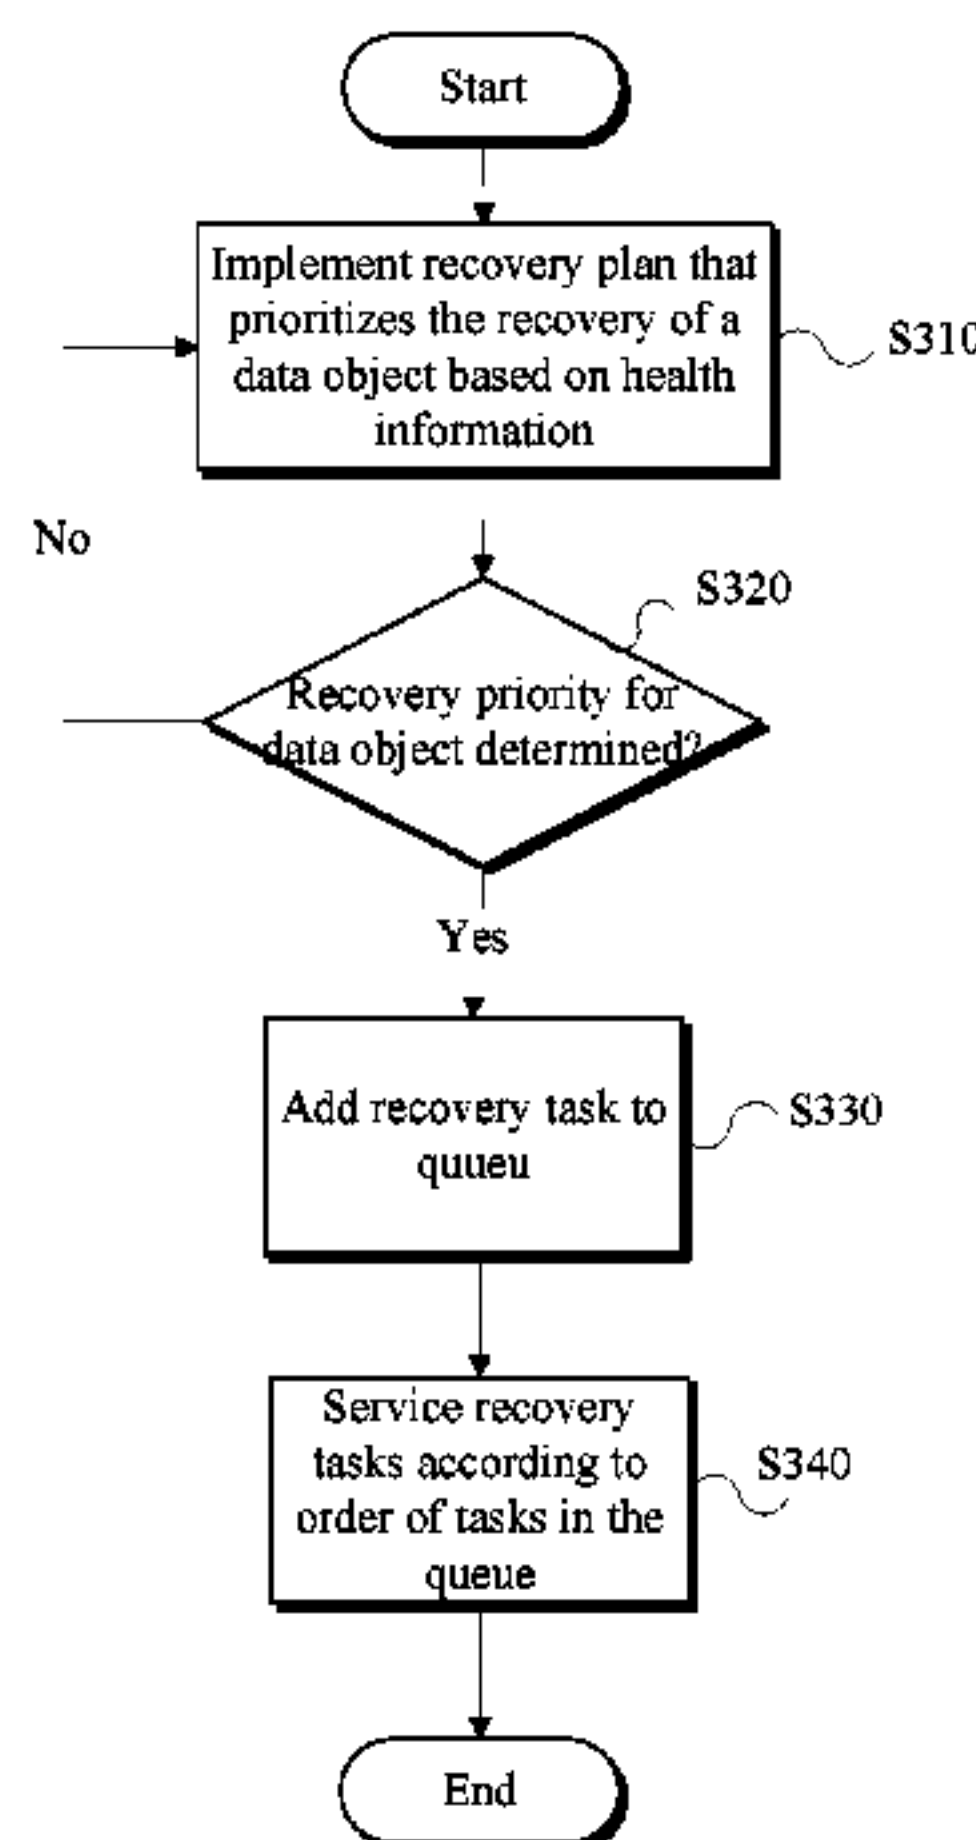 Start
Implement recovery plan that
prioritizes the recovery of a
data object based on health
information
S310
No
S320
Recovery priority for
data object determined?
Yes
Add recovery task to
quueu
S330
Service recovery
tasks according to
order of tasks in the
queue
S340
End